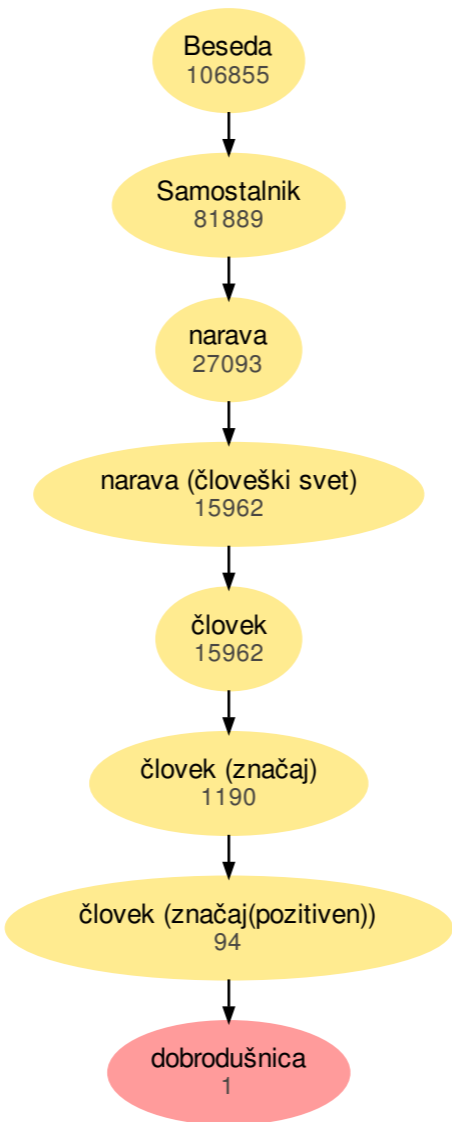 Beseda
106855
Samostalnik
81889
narava
27093
narava (človeški svet)
15962
človek
15962
človek (značaj)
1190
človek (značaj(pozitiven))
94
dobrodušnica
1